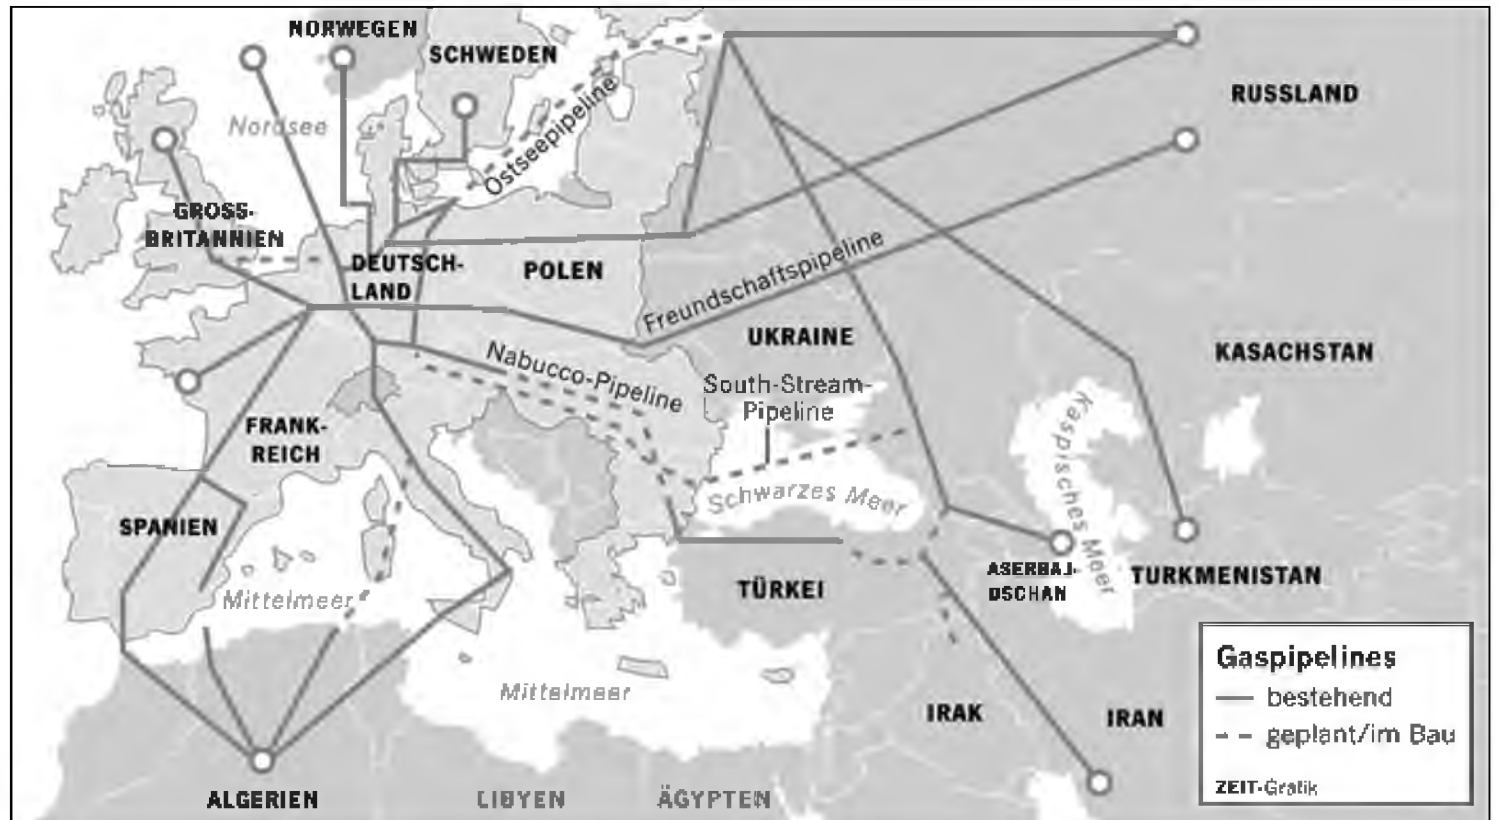 NORWEGEN
SCHWEDEN
RUSSLAND
Nordsee
Ostseepipeline
GROSS-
BRITANNIEN
DEUTSCH-
LAND
POLEN
Freundschaftspipeline
UKRAINE
KASACHSTAN
Nabucco-Pipeline
South-Stream-
Pipeline
Kaspisches Meer
FRANK-
REICH
Schwarzes Meer
SPANIEN
ASERBAI-
DSCHAN
TURKMENISTAN
TÜRKEI
Mittelmeer
Mittelmeer
IRAK
IRAN
ALGERIEN
LIBYEN
ÄGYPTEN
Gaspipelines
bestehend
geplant/im Bau
ZEIT-Grafik